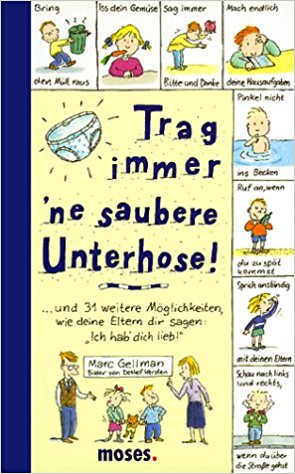 Bring
den Müll raus
Iss dein Gemüse
Sag immer
Bitte und Danke
Mach endlich
deine Hausaufgaben
Pinkel nicht
ins Becken
Ruf an, wenn
du zu spät
kommst
Sprich anständig
mit deinen Eltern
Schau nach links
und rechts,
wenn du über
die Straße gehst
Trag
immer
'ne saubere
Unterhose!
...und 31 weitere Möglichkeiten,
wie deine Eltern dir sagen:
„Ich hab' dich lieb!"
Marc Gellman
Bilder von
moses.